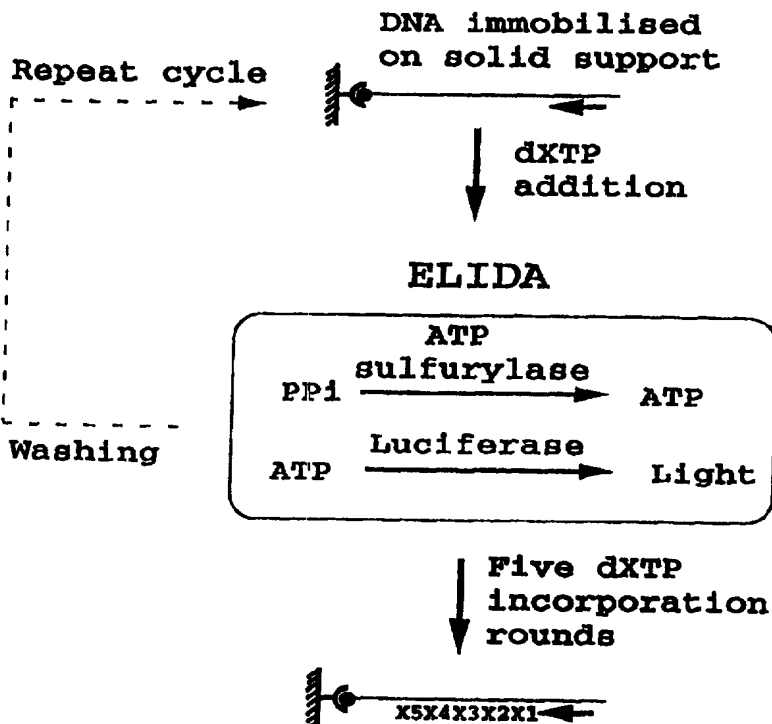 DNA immobilised
on solid support
Repeat cycle
dXTP
addition
ELIDA
ATP
sulfurylase
PPi
ATP
Luciferase
ATP
Light
Washing
Five dXTP
incorporation
rounds
X5X4X3X2X1